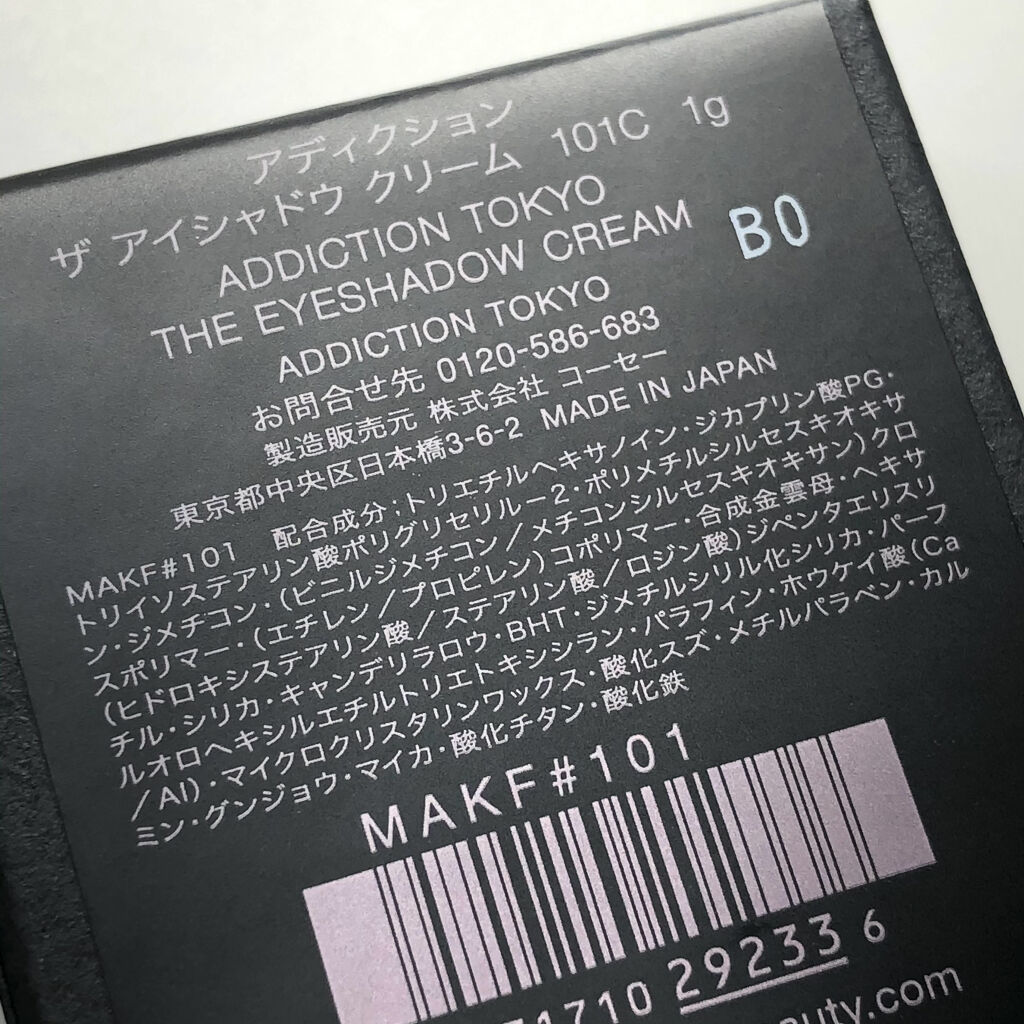 アディクション
ザ アイシャドウ クリーム 101C 1g
ADDICTION TOKYO
THE EYESHADOW CREAM
B0
ADDICTION TOKYO
お問合せ先 0120-586-683
製造販売元 株式会社 コーセー
東京都中央区日本橋3-6-2 MADE IN JAPAN
MAKF#101 配合成分;トリエチルヘキサノイン・ジカプリン酸PG・
トリイソステアリン酸ポリグリセリル−2・ポリメチルシルセスキオキサ
ン・ジメチコン・(ビニルジメチコン/メチコンシルセスキオキサン)クロ
スポリマー・(エチレン/プロピレン)コポリマー・合成金雲母・ヘキサ
(ヒドロキシステアリン酸/ステアリン酸/ロジン酸)ジペンタエリスリ
チル・シリカ・キャンデリラロウ・BHT・ジメチルシリル化シリカ・パーフ
ルオロヘキシルエチルトリエトキシシラン・パラフィン・ホウケイ酸(Ca
/Al)・マイクロクリスタリンワックス・酸化スズ・メチルパラベン・カル
ミン・グンジョウ・マイカ・酸化チタン・酸化鉄
MAKF#101
1710 29233 6
uty.com